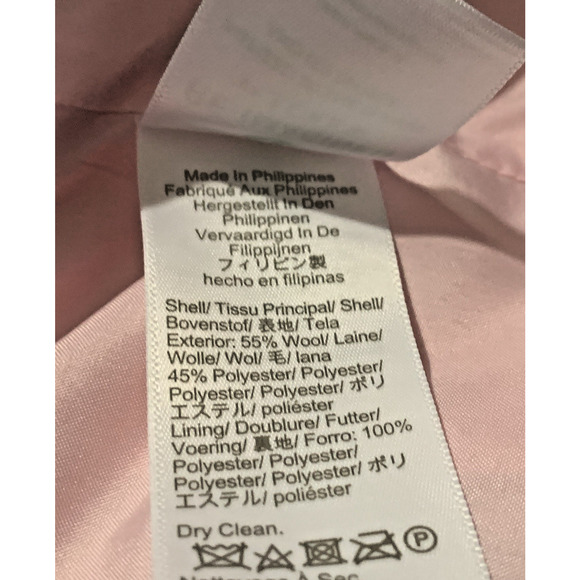 Made In Philippines
Fabriqué Aux Philippines
Hergestellt In Den
Philippinen
Vervaardigd In De
Filippijnen
フィリピン製
hecho en filipinas
Shell/ Tissu Principal/ Shell/
Bovenstof/ 表地/ Tela
Exterior: 55% Wool/ Laine/
Wolle/ Wol/ 毛/ lana
45% Polyester/ Polyester/
Polyester/ Polyester/ ポリ
エステル/ poliéster
Lining/ Doublure/ Futter/
Voering/ 裏地/ Forro: 100%
Polyester/ Polyester/
Polyester/ Polyester/ ポリ
エステル/ poliéster
Dry Clean.
P
Nettoyage À Sec